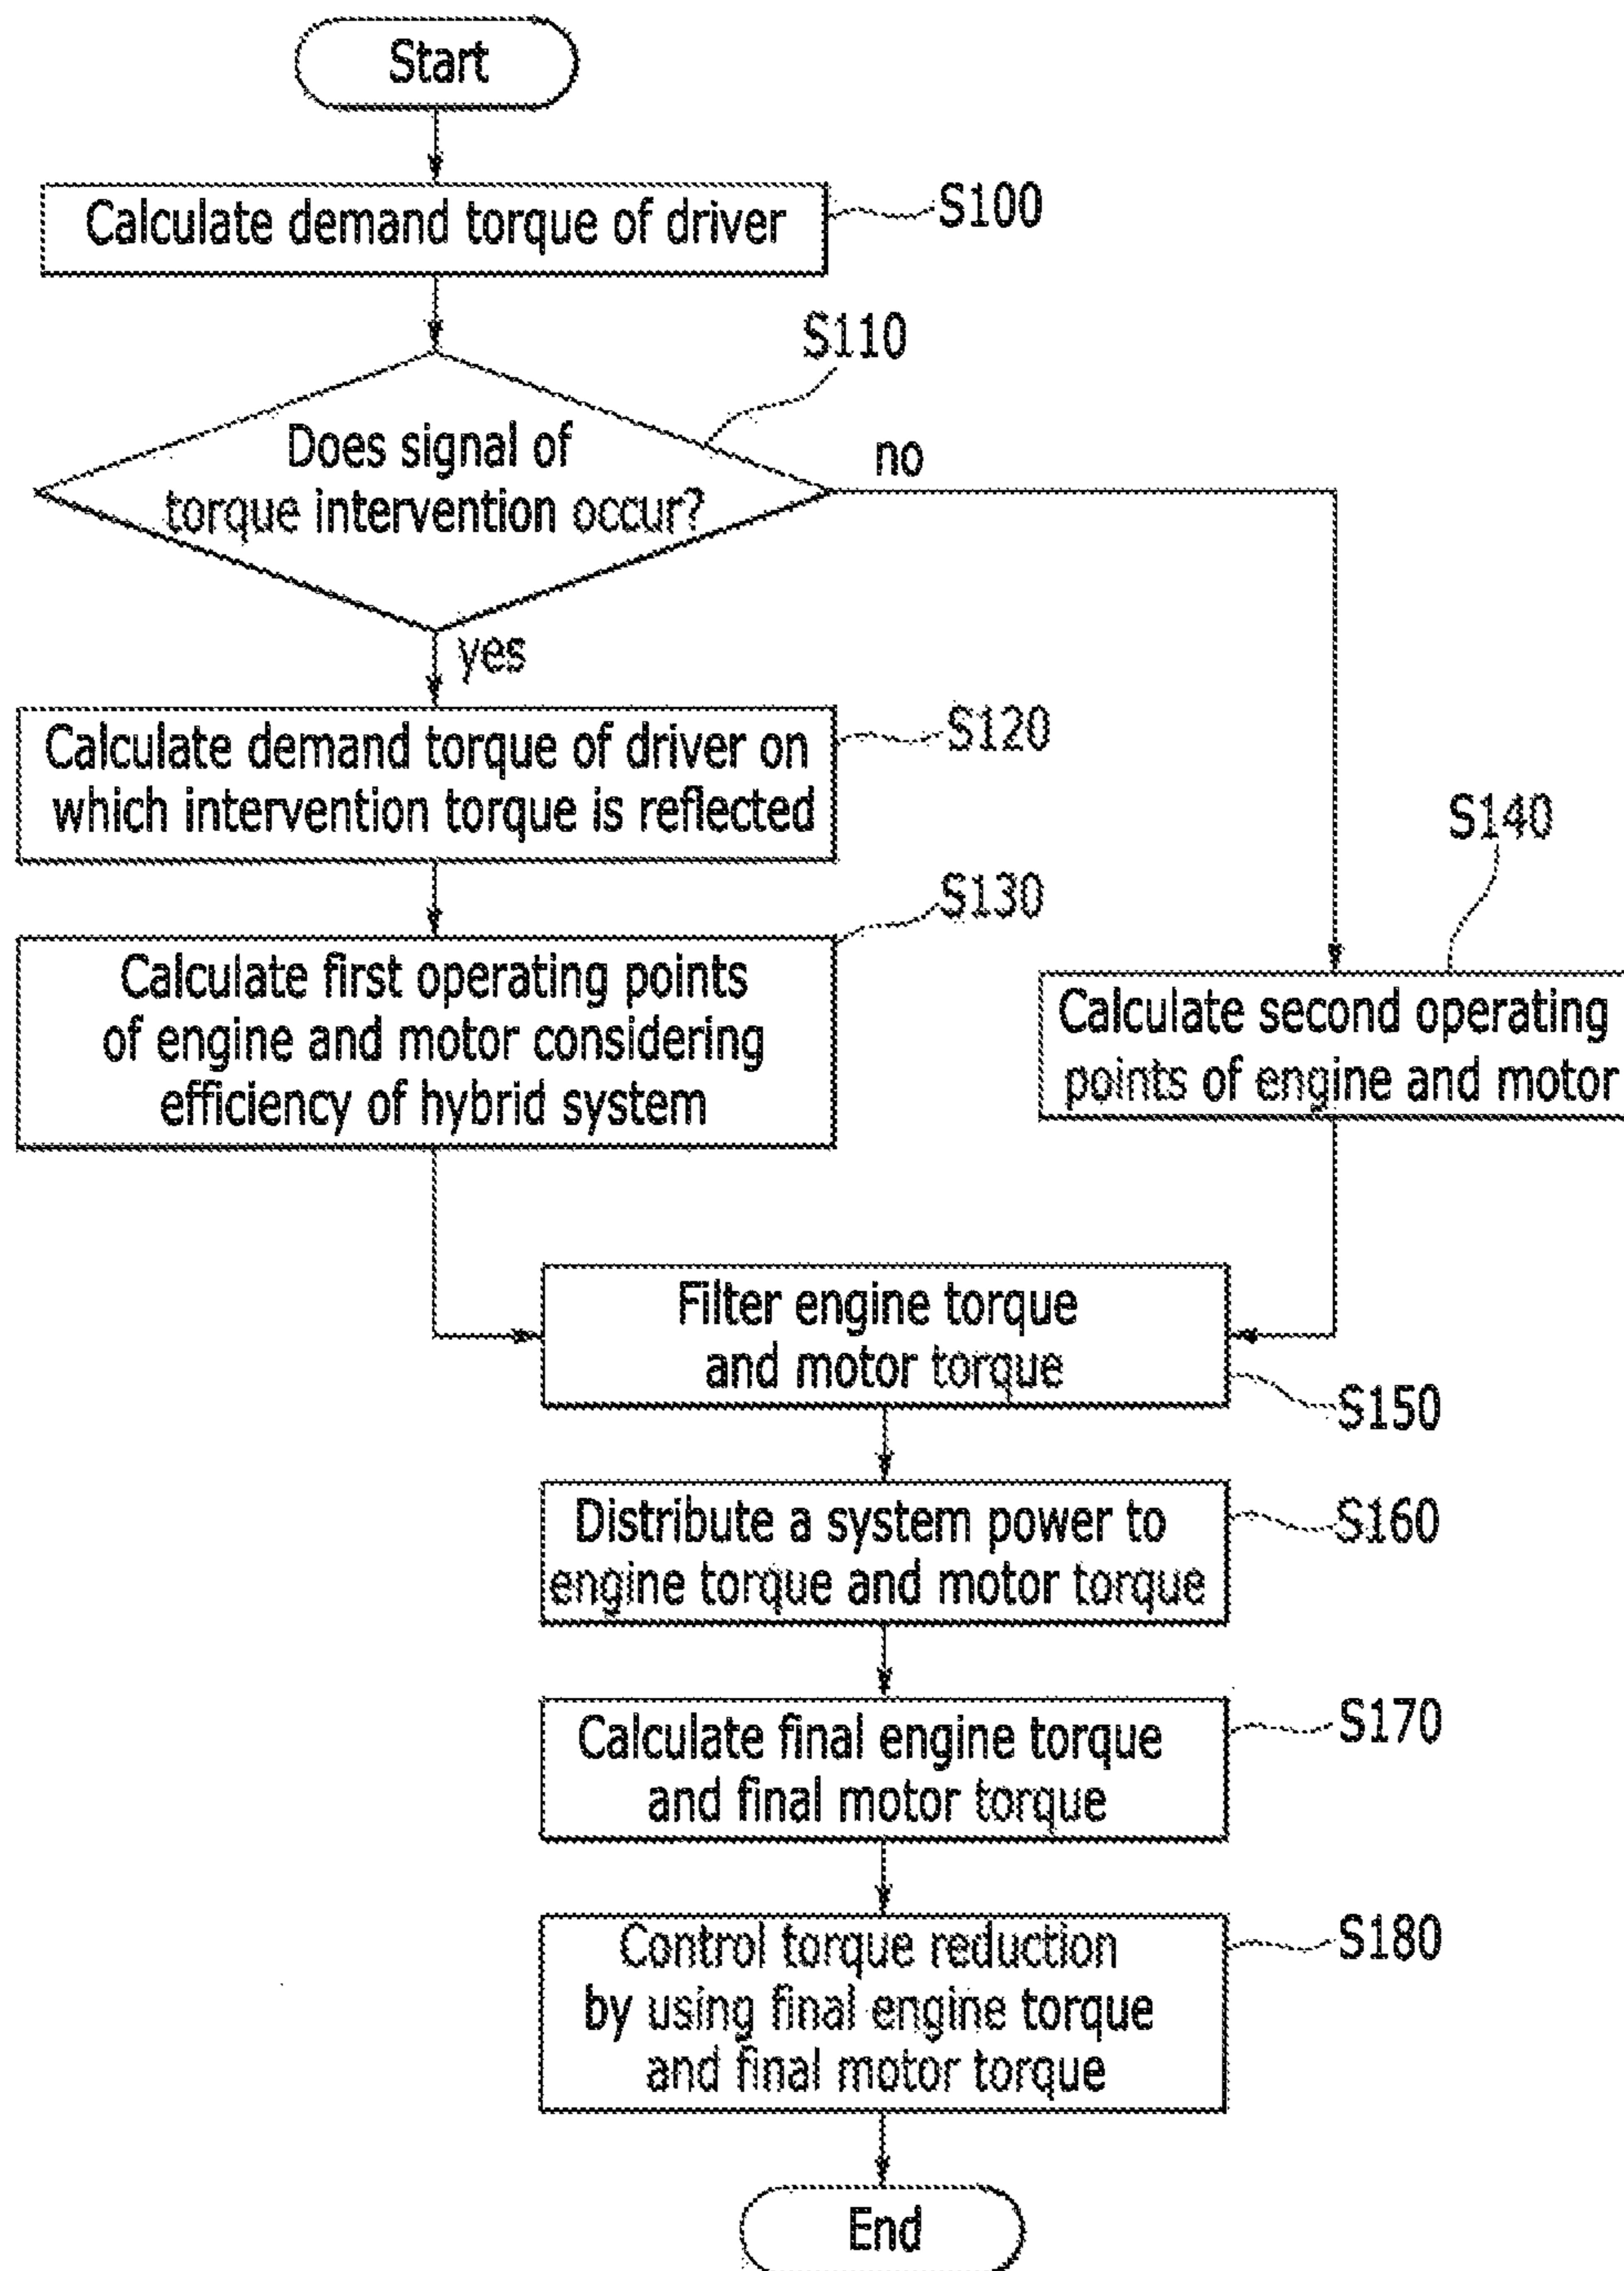 Start
Calculate demand torque of driver
S100
S110
Does signal of
torque intervention occur?
no
yes
Calculate demand torque of driver on
which intervention torque is reflected
S120
S130
Calculate first operating points
of engine and motor considering
efficiency of hybrid system
S140
Calculate second operating
points of engine and motor
Filter engine torque
and motor torque
S150
Distribute a system power to
engine torque and motor torque
S160
Calculate final engine torque
and final motor torque
S170
Control torque reduction
by using final engine torque
and final motor torque
S180
End